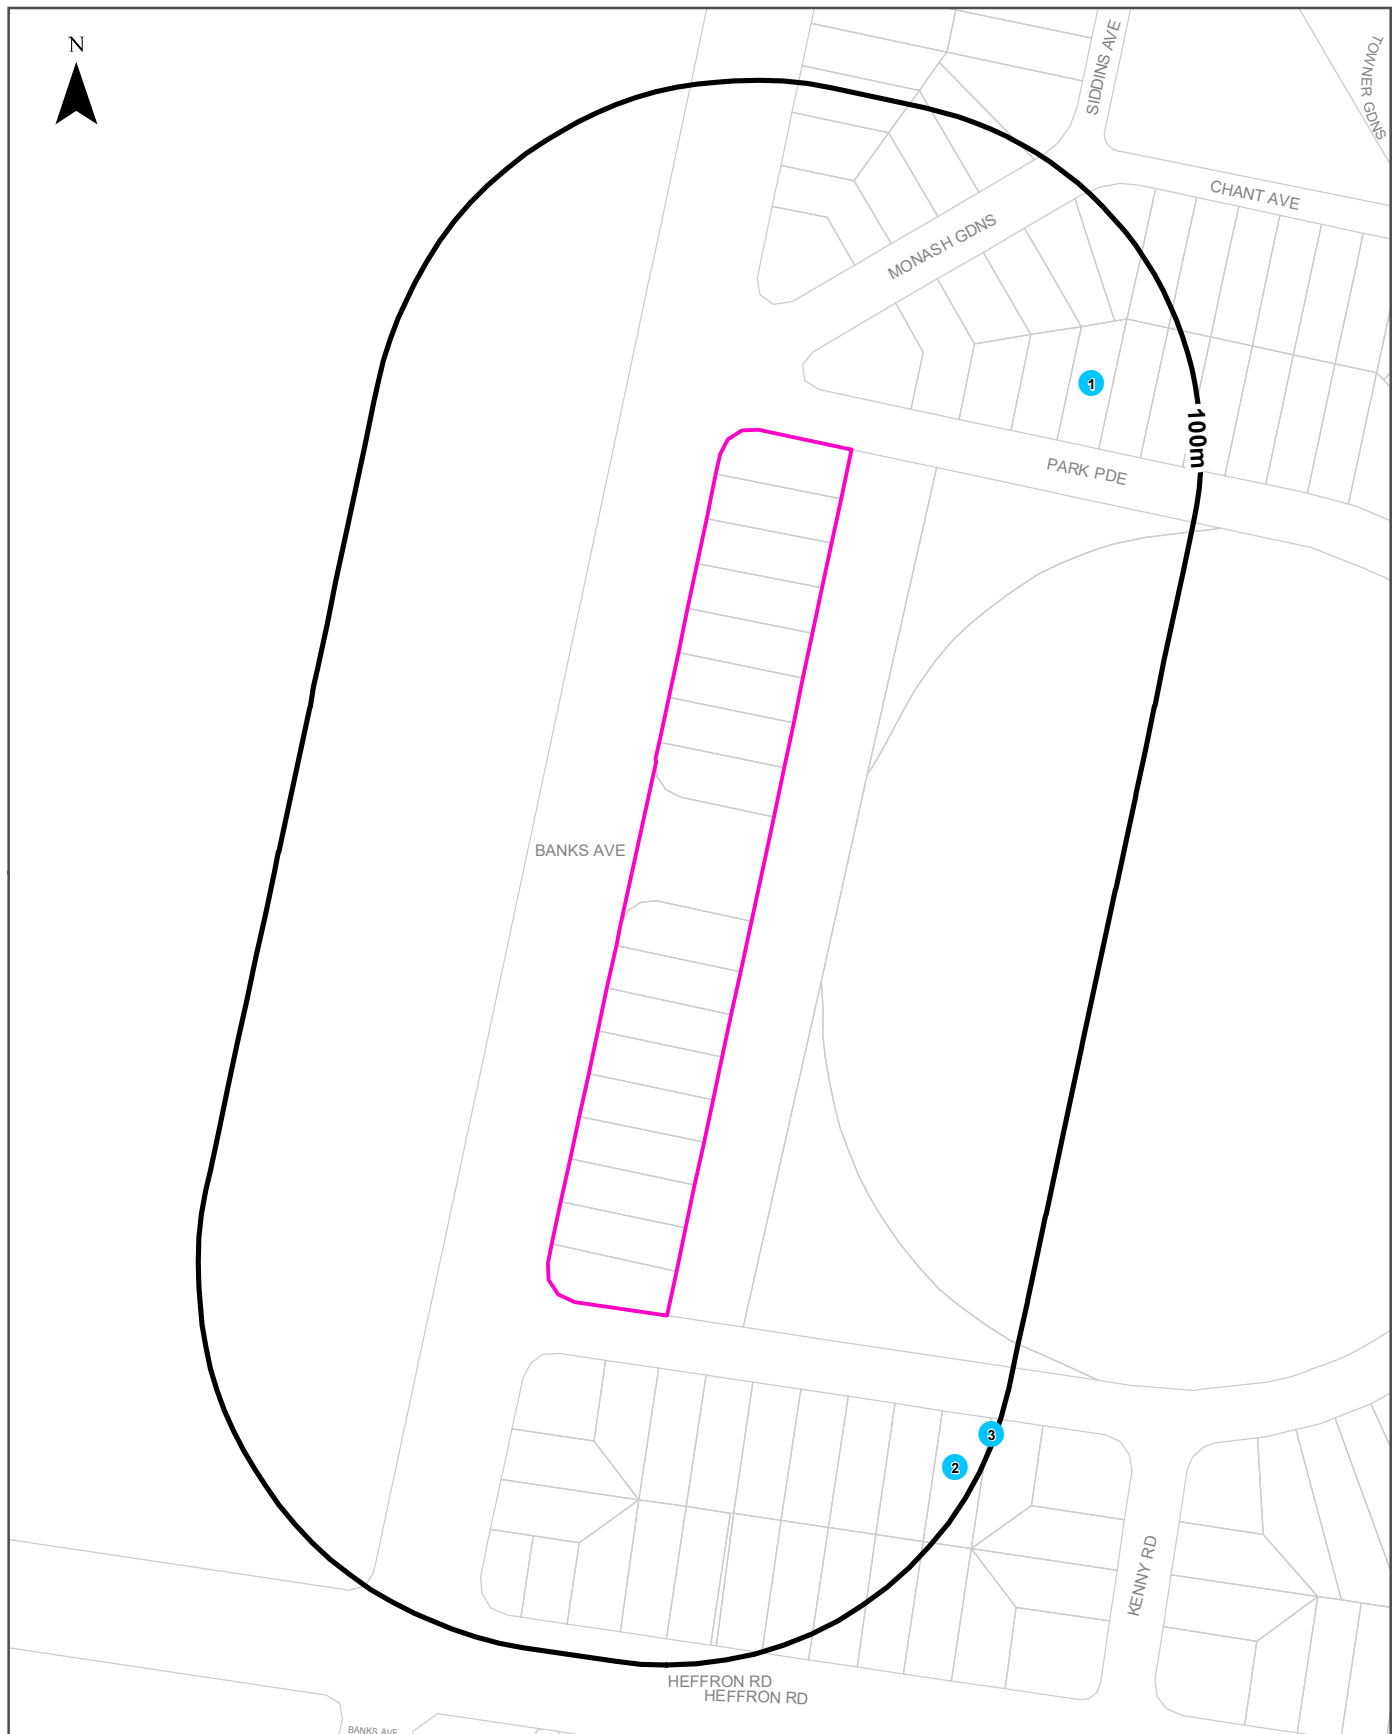 N
SIDDINS AVE
TOWNER GDNS
CHANT AVE
MONASH GDNS
1
100m
PARK PDE
BANKS AVE
3
2
KENNY RD
HEFFRON RD
HEFFRON RD
BANKS AVE